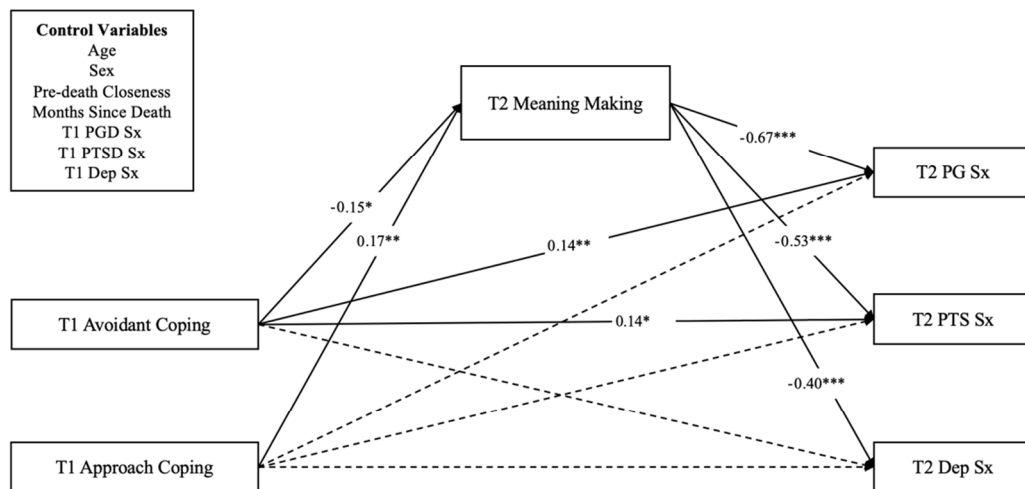 Control Variables
Age
Sex
Pre-death Closeness
Months Since Death
T1 PGD Sx
T1 PTSD Sx
T1 Dep Sx
T2 Meaning Making
-0.67***
T2 PG Sx
-0.15*
0.17**
0.14**
-0.53***
T1 Avoidant Coping
0.14*
T2 PTS Sx
-0.40***
T1 Approach Coping
T2 Dep Sx